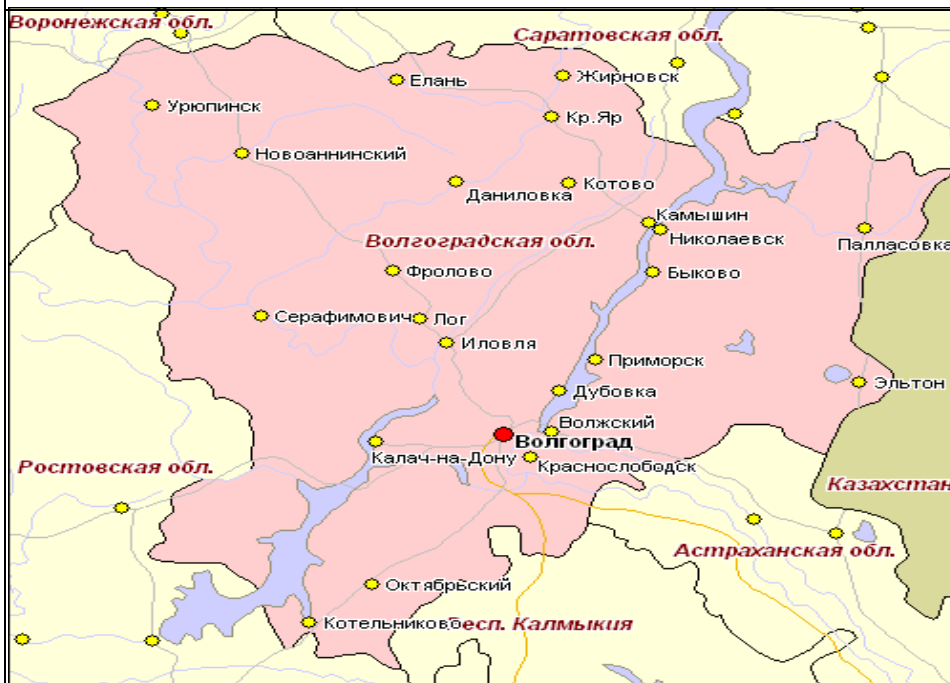 Воронежская обл.
Саратовская обл.
Елань
Жирновск
Урюпинск
Кр.Яр
Новоаннинский
Даниловка
Котово
Камышин
Николаевск
Волгоградская обл.
Палласовка
Фролово
Быково
Серафимович
Лог
Иловля
Приморск
Эльтон
Дубовка
Волжский
Волгоград
Калач-на-Дону
Краснослободск
Ростовская обл.
Казахстан
Астраханская обл.
Октябрьский
Котельниково
есп. Калмыкия